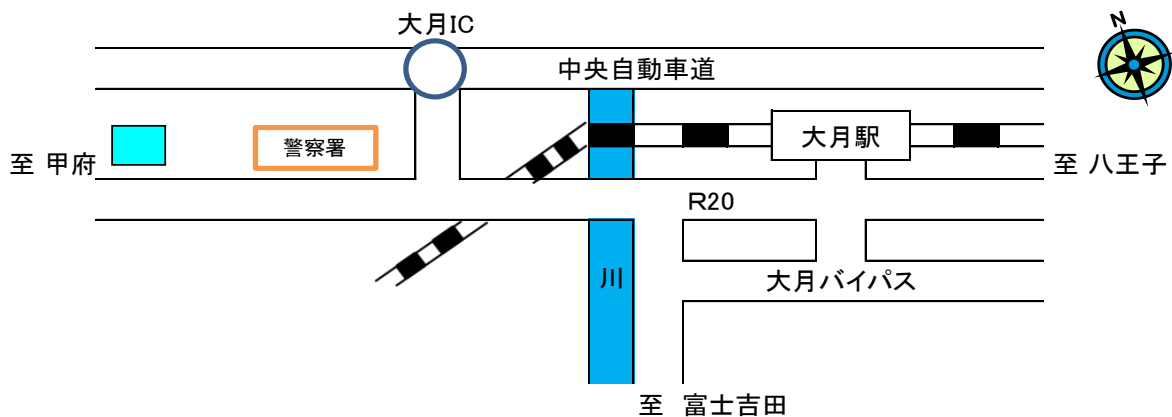 大月IC
N
中央自動車道
警察署
大月駅
至 甲府
至 八王子
R20
川
大月バイパス
至 富士吉田